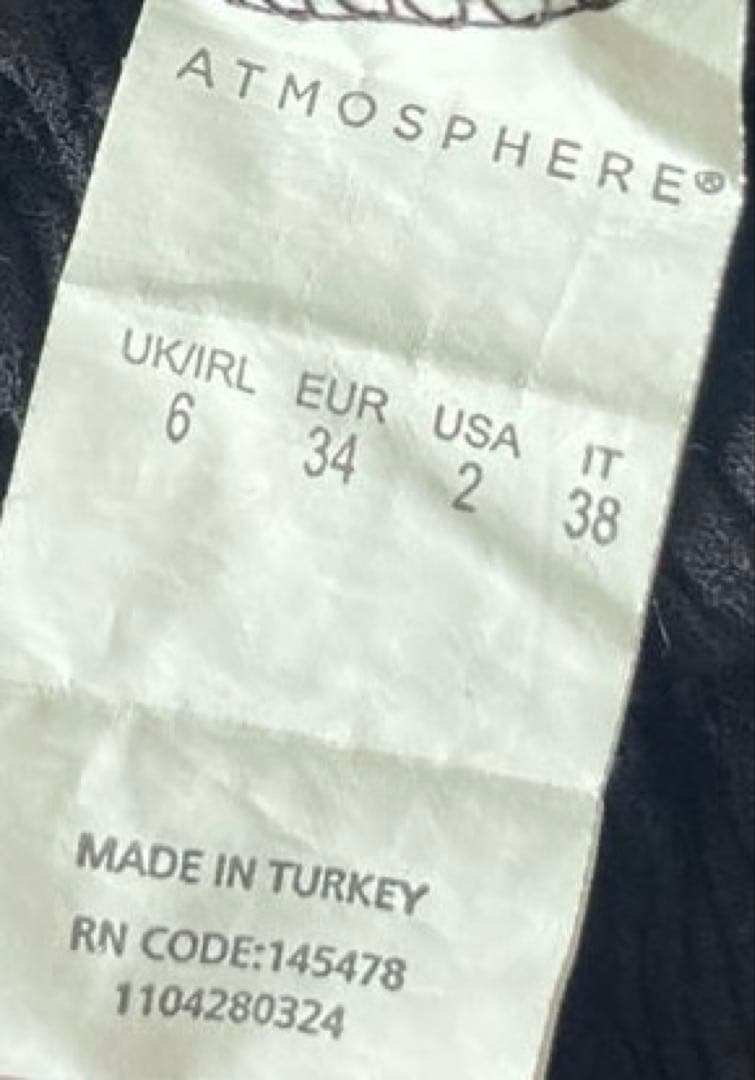 ATMOSPHERE®
UK/IRL EUR USA IT
6 34 2 38
MADE IN TURKEY
RN CODE:145478
1104280324